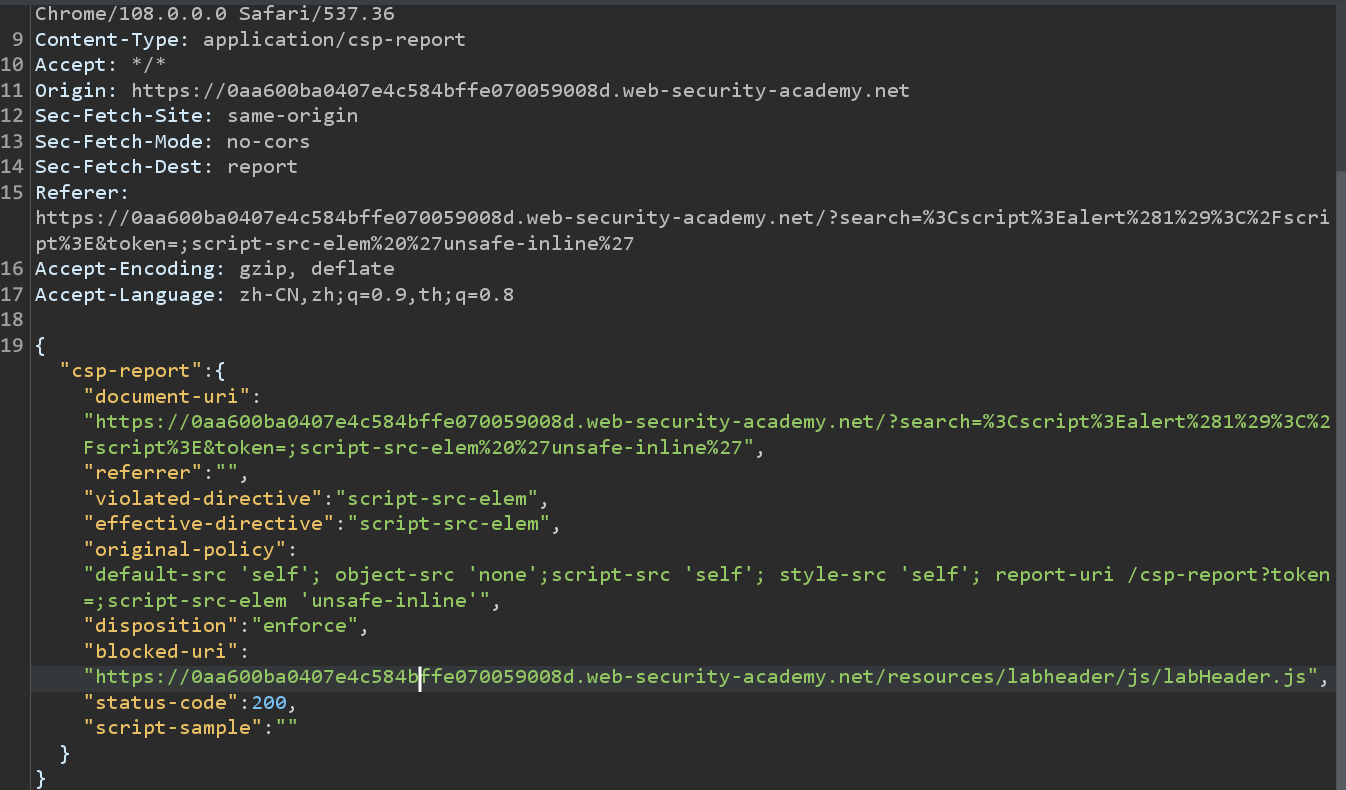 Chrome/108.0.0.0 Safari/537.36
9 Content-Type: application/csp-report
10 Accept: */*
11 Origin: https://0aa600ba0407e4c584bffe070059008d.web-security-academy.net
12 Sec-Fetch-Site: same-origin
13 Sec-Fetch-Mode: no-cors
14 Sec-Fetch-Dest: report
15 Referer:
https://0aa600ba0407e4c584bffe070059008d.web-security-academy.net/?search=%3Cscript%3Ealert%281%29%3C%2Fscri
pt%3E&token=;script-src-elem%20%27unsafe-inline%27
16 Accept-Encoding: gzip, deflate
17 Accept-Language: zh-CN,zh;q=0.9,th;q=0.8
18
19 {
"csp-report":{
"document-uri":
"https://0aa600ba0407e4c584bffe070059008d.web-security-academy.net/?search=%3Cscript%3Ealert%281%29%3C%2
Fscript%3E&token=;script-src-elem%20%27unsafe-inline%27",
"referrer":"",
"violated-directive":"script-src-elem",
"effective-directive":"script-src-elem",
"original-policy":
"default-src 'self'; object-src 'none';script-src 'self'; style-src 'self'; report-uri /csp-report?token
=;script-src-elem 'unsafe-inline'",
"disposition":"enforce",
"blocked-uri":
"https://0aa600ba0407e4c584bffe070059008d.web-security-academy.net/resources/labheader/js/labHeader.js",
"status-code":200,
"script-sample":""
}
}